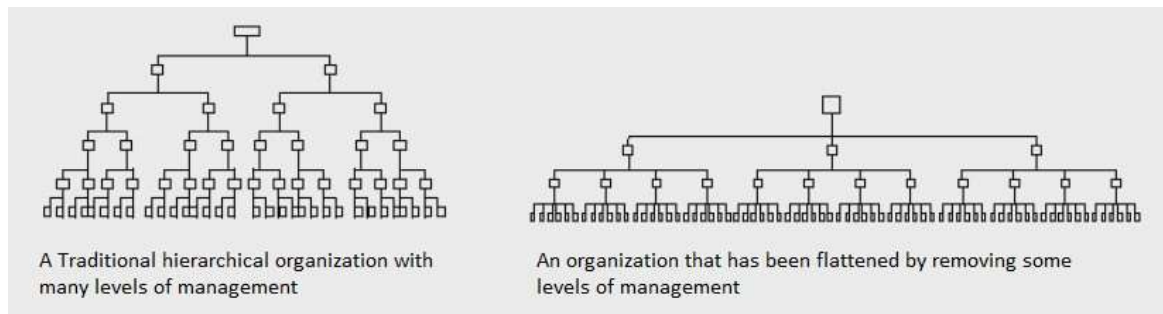 A Traditional hierarchical organization with
many levels of management
An organization that has been flattened by removing some
levels of management